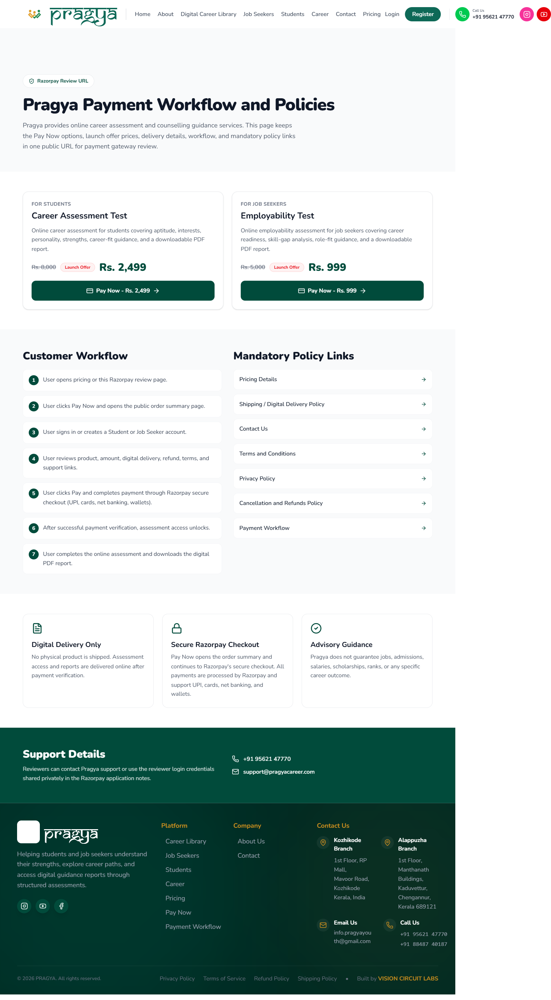 pragya
Home About Digital Career Library Job Seekers Students Career Contact Pricing Login Register
Call Us
+91 95621 47770
Razorpay Review URL
Pragya Payment Workflow and Policies
Pragya provides online career assessment and counselling guidance services. This page keeps
the Pay Now options, launch offer prices, delivery details, workflow, and mandatory policy links
in one public URL for payment gateway review.
FOR STUDENTS
Career Assessment Test
Online career assessment for students covering aptitude, interests,
personality, strengths, career-fit guidance, and a downloadable PDF
report.
Rs. 8,000 Launch Offer Rs. 2,499
Pay Now - Rs. 2,499
FOR JOB SEEKERS
Employability Test
Online employability assessment for job seekers covering career
readiness, skill-gap analysis, role-fit guidance, and a downloadable
PDF report.
Rs. 5,000 Launch Offer Rs. 999
Pay Now - Rs. 999
Customer Workflow
1 User opens pricing or this Razorpay review page.
2 User clicks Pay Now and opens the public order summary page.
3 User signs in or creates a Student or Job Seeker account.
4 User reviews product, amount, digital delivery, refund, terms, and
support links.
5 User clicks Pay and completes payment through Razorpay secure
checkout (UPI, cards, net banking, wallets).
6 After successful payment verification, assessment access unlocks.
7 User completes the online assessment and downloads the digital
PDF report.
Mandatory Policy Links
Pricing Details
Shipping / Digital Delivery Policy
Contact Us
Terms and Conditions
Privacy Policy
Cancellation and Refunds Policy
Payment Workflow
Digital Delivery Only
No physical product is shipped. Assessment
access and reports are delivered online after
payment verification.
Secure Razorpay Checkout
Pay Now opens the order summary and
continues to Razorpay's secure checkout. All
payments are processed by Razorpay and
support UPI, cards, net banking, and
wallets.
Advisory Guidance
Pragya does not guarantee jobs, admissions,
salaries, scholarships, ranks, or any specific
career outcome.
Support Details
Reviewers can contact Pragya support or use the reviewer login credentials
shared privately in the Razorpay application notes.
+91 95621 47770
support@pragyacareer.com
pragya
Helping students and job seekers understand
their strengths, explore career paths, and
access digital guidance reports through
structured assessments.
Platform
Career Library
Job Seekers
Students
Career
Pricing
Pay Now
Payment Workflow
Company
About Us
Contact
Contact Us
Kozhikode
Branch
1st Floor, RP
Mall,
Mavoor Road,
Kozhikode
Kerala, India
Alappuzha
Branch
1st Floor,
Manthanath
Buildings,
Kaduvettur,
Chengannur,
Kerala 689121
Email Us
info.pragyayou
th@gmail.com
Call Us
+91 95621 47770
+91 88487 40187
© 2026 PRAGYA. All rights reserved.
Privacy Policy Terms of Service Refund Policy Shipping Policy • Built by VISION CIRCUIT LABS